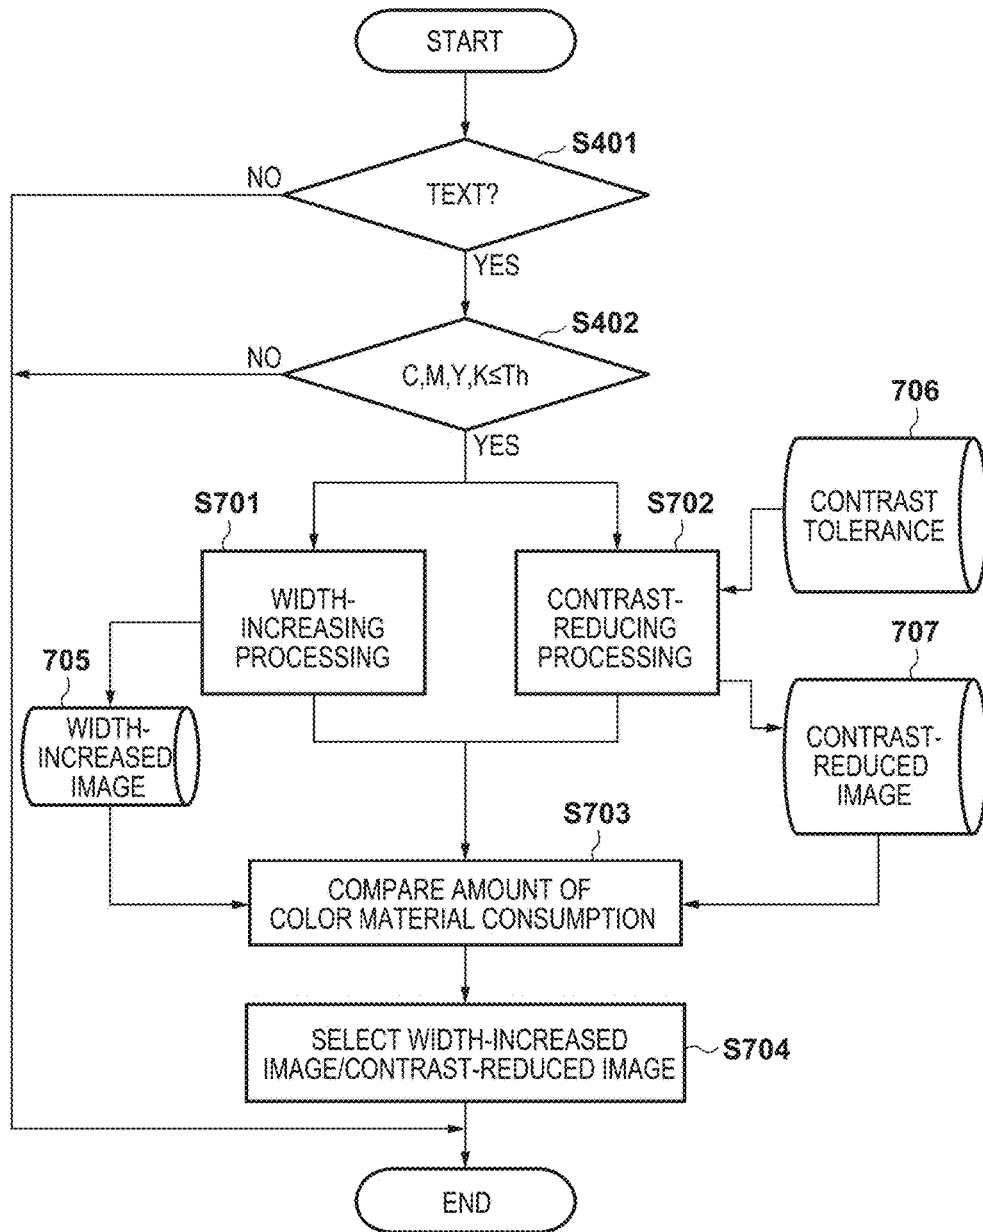 START
S401
NO
TEXT?
YES
S402
NO
C,M,Y,K≤Th
YES
706
CONTRAST
TOLERANCE
S701
WIDTH-
INCREASING
PROCESSING
S702
CONTRAST-
REDUCING
PROCESSING
705
WIDTH-
INCREASED
IMAGE
707
CONTRAST-
REDUCED
IMAGE
S703
COMPARE AMOUNT OF
COLOR MATERIAL CONSUMPTION
SELECT WIDTH-INCREASED
IMAGE/CONTRAST-REDUCED IMAGE
S704
END